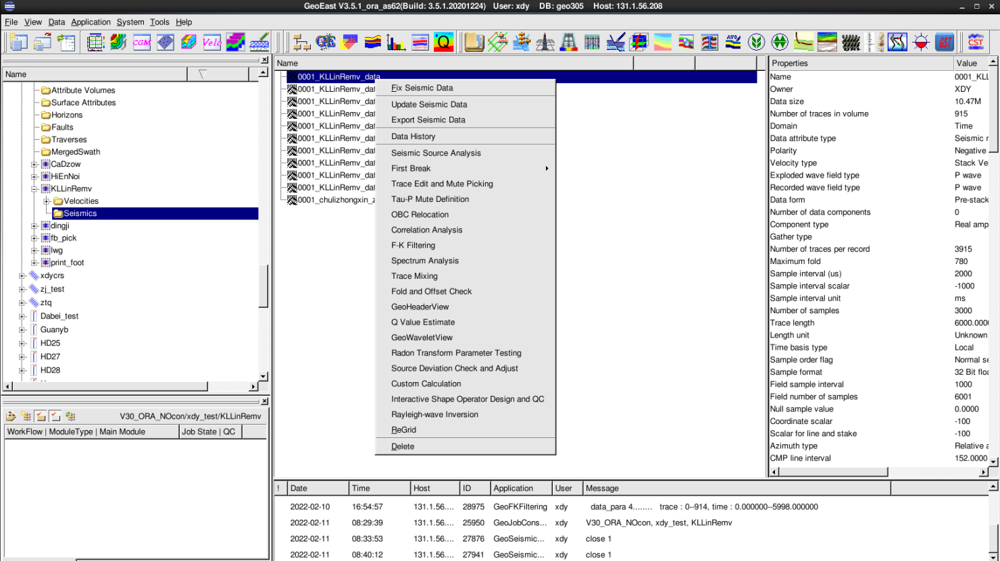 GeoEast V3.5.1_ora_as62(Build: 3.5.1.20201224)   User: xdy    DB: geo305    Host: 131.1.56.208
File View Data Application System Tools Help
CGM Velo Q AVO GST CST
Name
Attribute Volumes
Surface Attributes
Horizons
Faults
Traverses
MergedSwath
CaDzow
HiEnNoi
KLLinRemv
Velocities
Seismics
dingji
fb_pick
lwg
print_foot
xdycrs
zj_test
ztq
Dabei_test
Guanyb
HD25
HD27
HD28
V30_ORA_NOcon/xdy_test/KLLinRemv
WorkFlow | ModuleType | Main Module Job State | QC
Name
0001_KLLinRemv_data
0001_KLLinRemv_dat
0001_KLLinRemv_dat
0001_KLLinRemv_dat
0001_KLLinRemv_dat
0001_KLLinRemv_dat
0001_KLLinRemv_dat
0001_KLLinRemv_dat
0001_KLLinRemv_dat
0001_KLLinRemv_dat
0001_chulizhongxin_z
Fix Seismic Data
Update Seismic Data
Export Seismic Data
Data History
Seismic Source Analysis
First Break
Trace Edit and Mute Picking
Tau-P Mute Definition
OBC Relocation
Correlation Analysis
F-K Filtering
Spectrum Analysis
Trace Mixing
Fold and Offset Check
GeoHeaderView
Q Value Estimate
GeoWaveletView
Radon Transform Parameter Testing
Source Deviation Check and Adjust
Custom Calculation
Interactive Shape Operator Design and QC
Rayleigh-wave Inversion
ReGrid
Delete
Properties Value
Name 0001_KLL
Owner XDY
Data size 10.47M
Number of traces in volume 915
Domain Time
Data attribute type Seismic r
Polarity Negative
Velocity type Stack Ve
Exploded wave field type P wave
Recorded wave field type P wave
Data form Pre-stack
Number of data components 0
Component type Real amp
Gather type
Number of traces per record 3915
Maximum fold 780
Sample interval (us) 2000
Sample interval scalar -1000
Sample interval unit ms
Number of samples 3000
Trace length 6000.0000
Length unit Unknown
Time basis type Local
Sample order flag Normal se
Sample format 32 Bit floa
Field sample interval 1000
Field number of samples 6001
Null sample value 0.0000
Coordinate scalar -100
Scalar for line and stake -100
Azimuth type Relative a
CMP line interval 152.0000
! Date Time Host ID Application User Message
2022-02-10 16:54:57 131.1.56.... 28975 GeoFKFiltering xdy data_para 4........ trace : 0--914, time : 0.000000--5998.000000
2022-02-11 08:29:39 131.1.56.... 25950 GeoJobCons... xdy V30_ORA_NOcon, xdy_test, KLLinRemv
2022-02-11 08:33:53 131.1.56.... 27876 GeoSeismic... xdy close 1
2022-02-11 08:40:12 131.1.56.... 27941 GeoSeismic... xdy close 1